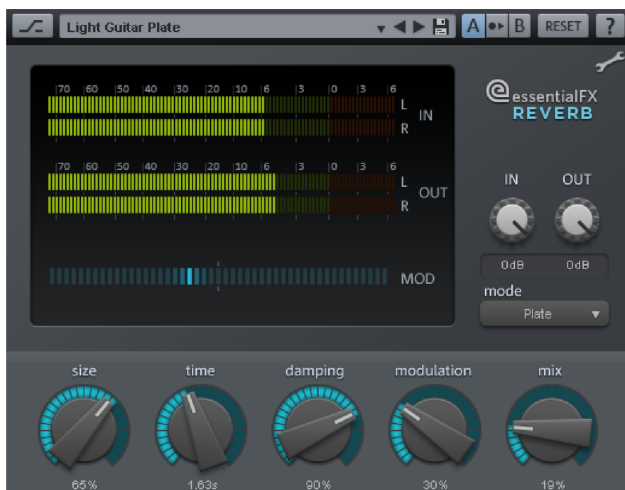 Light Guitar Plate A B RESET ?
essentialFX
REVERB
70 60 50 40 30 20 10 6 3 0 3 6
L
IN
R
70 60 50 40 30 20 10 6 3 0 3 6
L
OUT
R
MOD
IN OUT
0dB 0dB
mode
Plate
size time damping modulation mix
65% 1.63s 90% 30% 19%